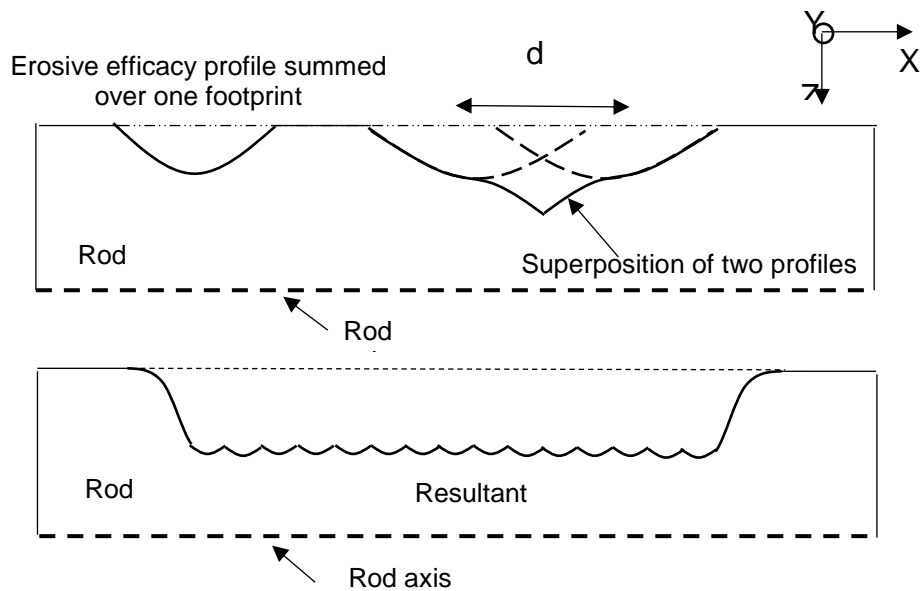 Y
d
X
Erosive efficacy profile summed
over one footprint
Z
Rod
Superposition of two profiles
Rod
Rod
Resultant
Rod axis